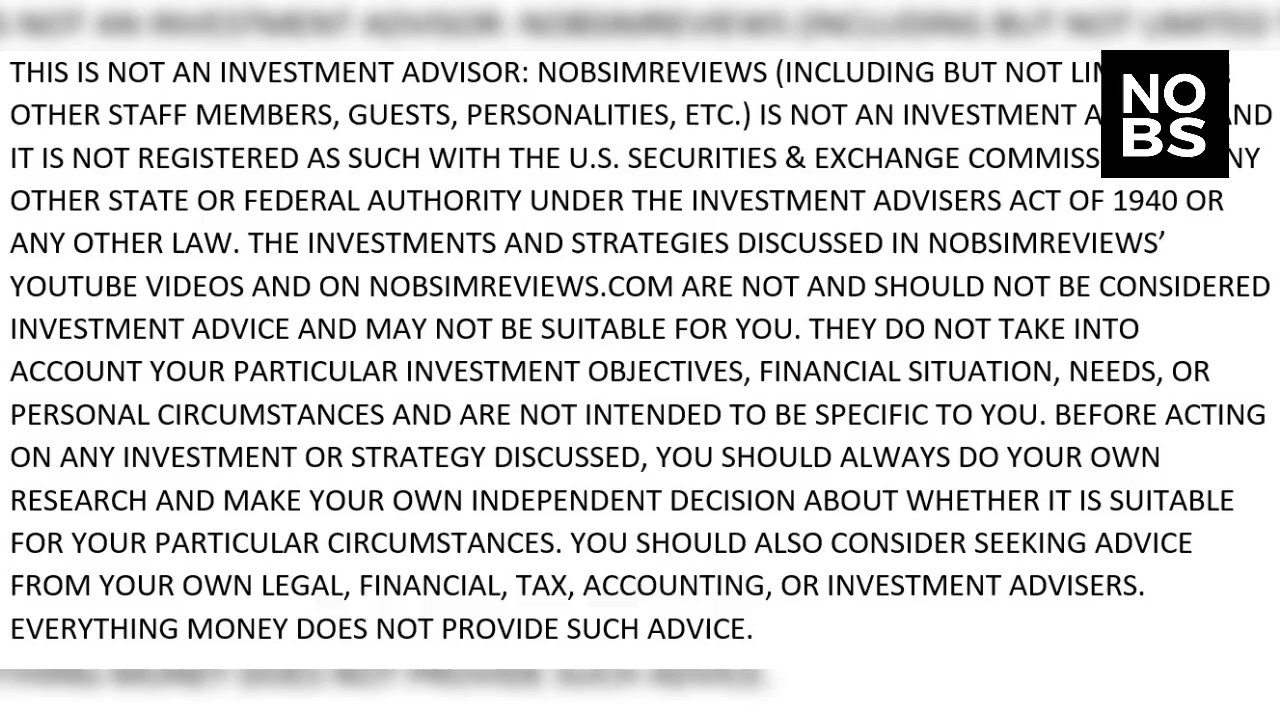 THIS IS NOT AN INVESTMENT ADVISOR: NOBSIMREVIEWS (INCLUDING BUT NOT
OTHER STAFF MEMBERS, GUESTS, PERSONALITIES, ETC.) IS NOT AN INVESTMENT
IT IS NOT REGISTERED AS SUCH WITH THE U.S. SECURITIES & EXCHANGE
OTHER STATE OR FEDERAL AUTHORITY UNDER THE INVESTMENT ADVISERS ACT OF 1940 OR
ANY OTHER LAW. THE INVESTMENTS AND STRATEGIES DISCUSSED IN NOBSIMREVIEWS’
YOUTUBE VIDEOS AND ON NOBSIMREVIEWS.COM ARE NOT AND SHOULD NOT BE CONSIDERED
INVESTMENT ADVICE AND MAY NOT BE SUITABLE FOR YOU. THEY DO NOT TAKE INTO
ACCOUNT YOUR PARTICULAR INVESTMENT OBJECTIVES, FINANCIAL SITUATION, NEEDS, OR
PERSONAL CIRCUMSTANCES AND ARE NOT INTENDED TO BE SPECIFIC TO YOU. BEFORE ACTING
ON ANY INVESTMENT OR STRATEGY DISCUSSED, YOU SHOULD ALWAYS DO YOUR OWN
RESEARCH AND MAKE YOUR OWN INDEPENDENT DECISION ABOUT WHETHER IT IS SUITABLE
FOR YOUR PARTICULAR CIRCUMSTANCES. YOU SHOULD ALSO CONSIDER SEEKING ADVICE
FROM YOUR OWN LEGAL, FINANCIAL, TAX, ACCOUNTING, OR INVESTMENT ADVISERS.
EVERYTHING MONEY DOES NOT PROVIDE SUCH ADVICE.
NO
BS